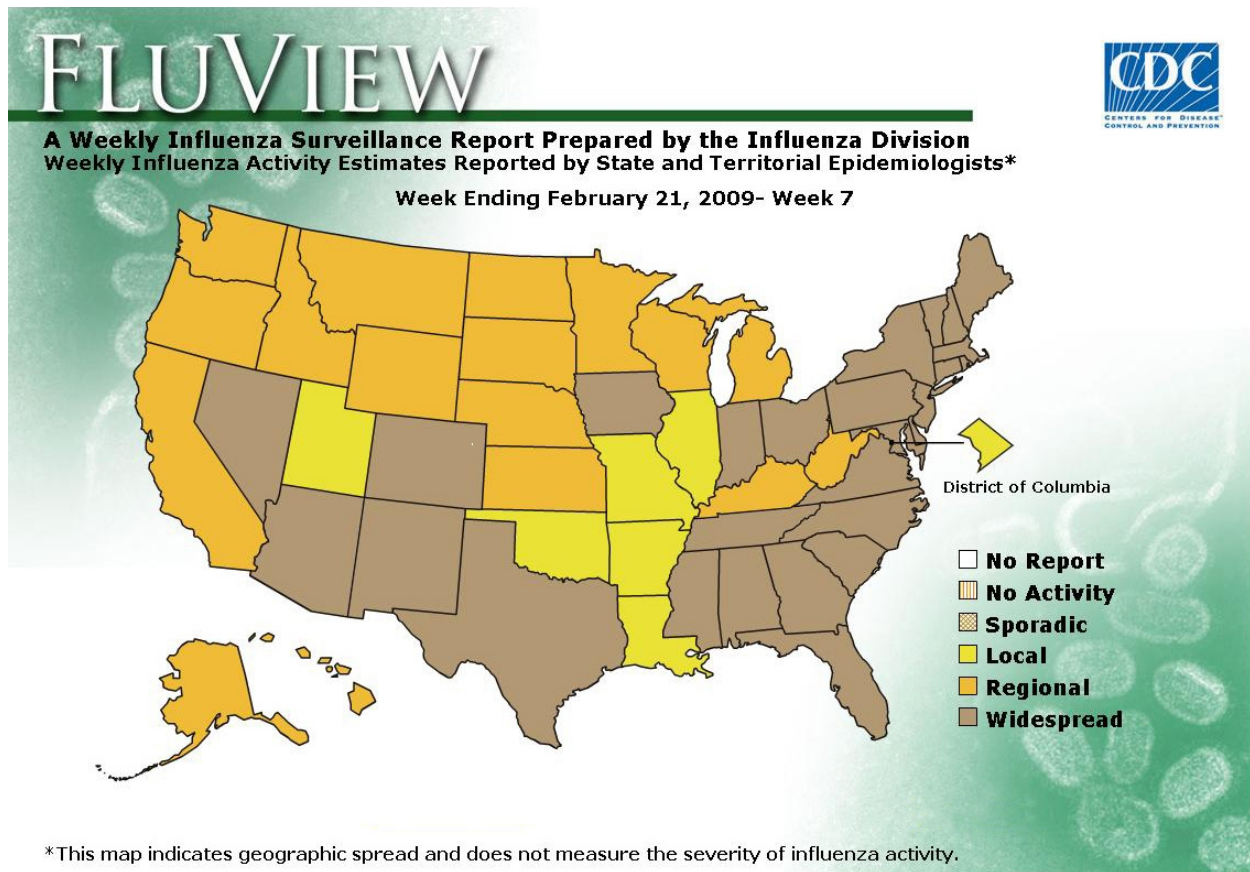 FLUVIEW
CDC
CENTERS FOR DISEASE
CONTROL AND PREVENTION
A Weekly Influenza Surveillance Report Prepared by the Influenza Division
Weekly Influenza Activity Estimates Reported by State and Territorial Epidemiologists*
Week Ending February 21, 2009- Week 7
District of Columbia
No Report
No Activity
Sporadic
Local
Regional
Widespread
*This map indicates geographic spread and does not measure the severity of influenza activity.